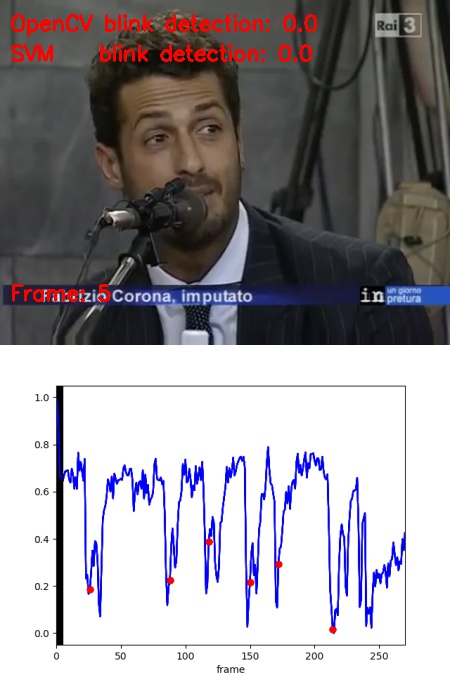 OpenCV blink detection: 0.0
Rai 3
SVM blink detection: 0.0
Frame: 5
Fabrizio Corona, imputato
in un giorno
pretura
1.0
0.8
0.6
0.4
0.2
0.0
0 50 100 150 200 250
frame